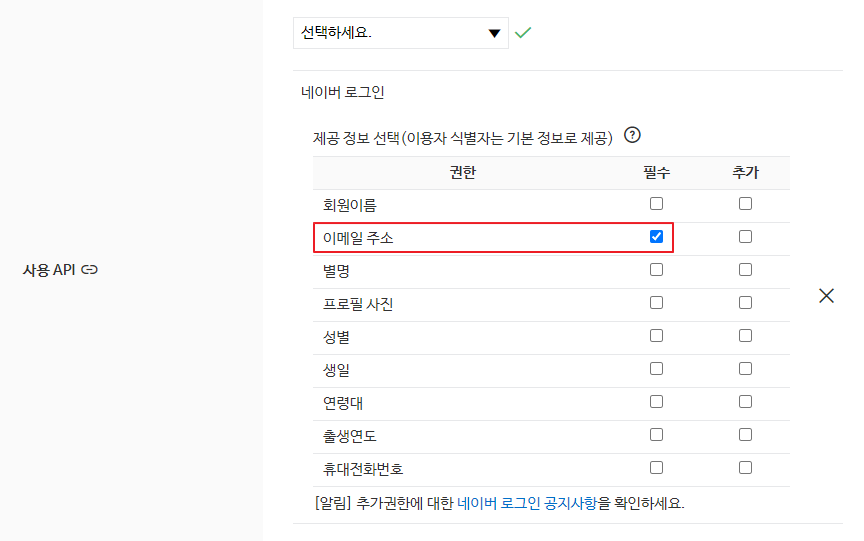 선택하세요.
네이버 로그인
제공 정보 선택(이용자 식별자는 기본 정보로 제공)
권한 필수 추가
회원이름
이메일 주소
별명
사용 API
프로필 사진
성별
생일
연령대
출생연도
휴대전화번호
[알림] 추가권한에 대한 네이버 로그인 공지사항을 확인하세요.